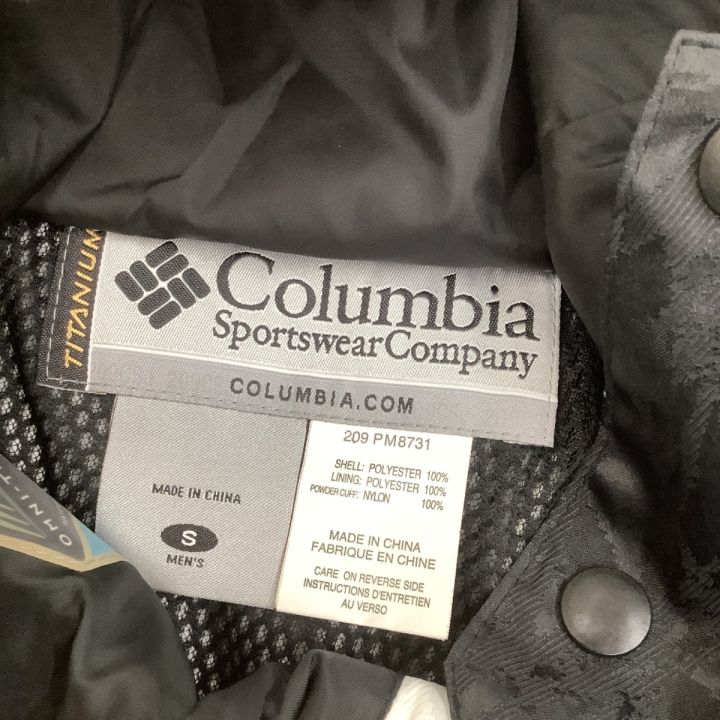 TITANIUM
Columbia
Sportswear Company
COLUMBIA.COM
MADE IN CHINA
S
MEN'S
209 PM8731
SHELL: POLYESTER 100%
LINING: POLYESTER 100%
POWDER CUFF: NYLON 100%
MADE IN CHINA
FABRIQUE EN CHINE
CARE ON REVERSE SIDE
INSTRUCTIONS D'ENTRETIEN
AU VERSO